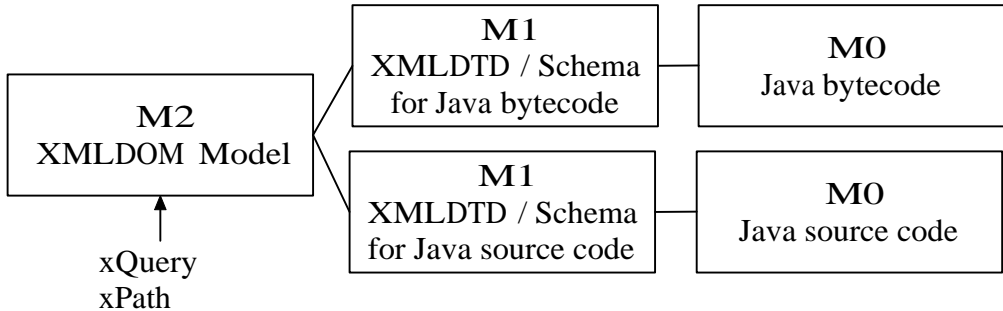 M2
XMLDOM Model
xQuery
xPath
M1
XMLDTD / Schema
for Java bytecode
M0
Java bytecode
M1
XMLDTD / Schema
for Java source code
M0
Java source code